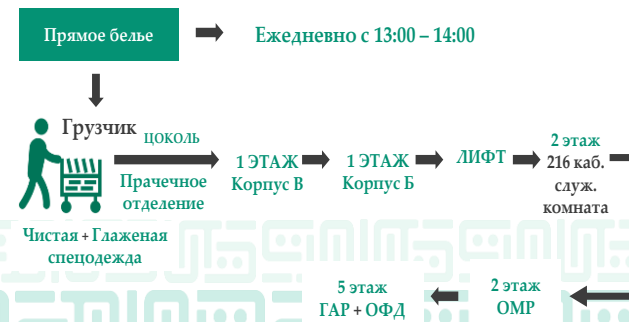 Прямое белье
Ежедневно с 13:00 – 14:00
Грузчик
цоколь
Прачечное
отделение
1 ЭТАЖ
Корпус В
1 ЭТАЖ
Корпус Б
ЛИФТ
2 этаж
216 каб.
служ.
комната
Чистая + Глаженая
спецодежда
5 этаж
ГАР + ОФД
2 этаж
ОМР